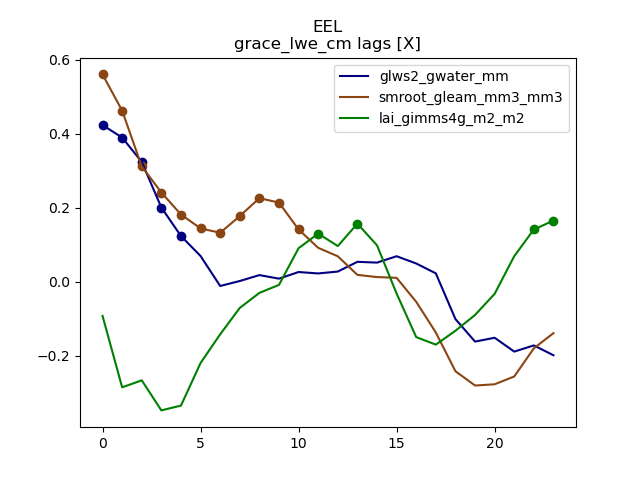 EEL
grace_lwe_cm lags [X]
glws2_gwater_mm
smroot_gleam_mm3_mm3
lai_gimms4g_m2_m2
0.6
0.4
0.2
0.0
−0.2
0 5 10 15 20